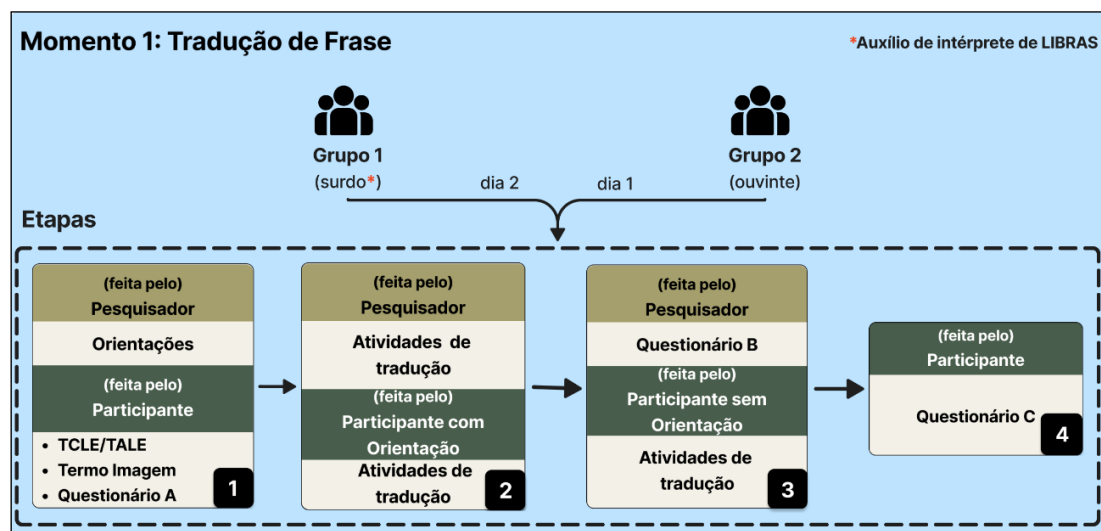 Momento 1: Tradução de Frase
*Auxílio de intérprete de LIBRAS
Grupo 1
(surdo*)
Grupo 2
(ouvinte)
dia 2
dia 1
Etapas
(feita pelo)
Pesquisador
Orientações
(feita pelo)
Participante
• TCLE/TALE
• Termo Imagem
• Questionário A
1
(feita pelo)
Pesquisador
Atividades de
tradução
(feita pelo)
Participante com
Orientação
Atividades de
tradução
2
(feita pelo)
Pesquisador
Questionário B
(feita pelo)
Participante sem
Orientação
Atividades de
tradução
3
(feita pelo)
Participante
Questionário C
4